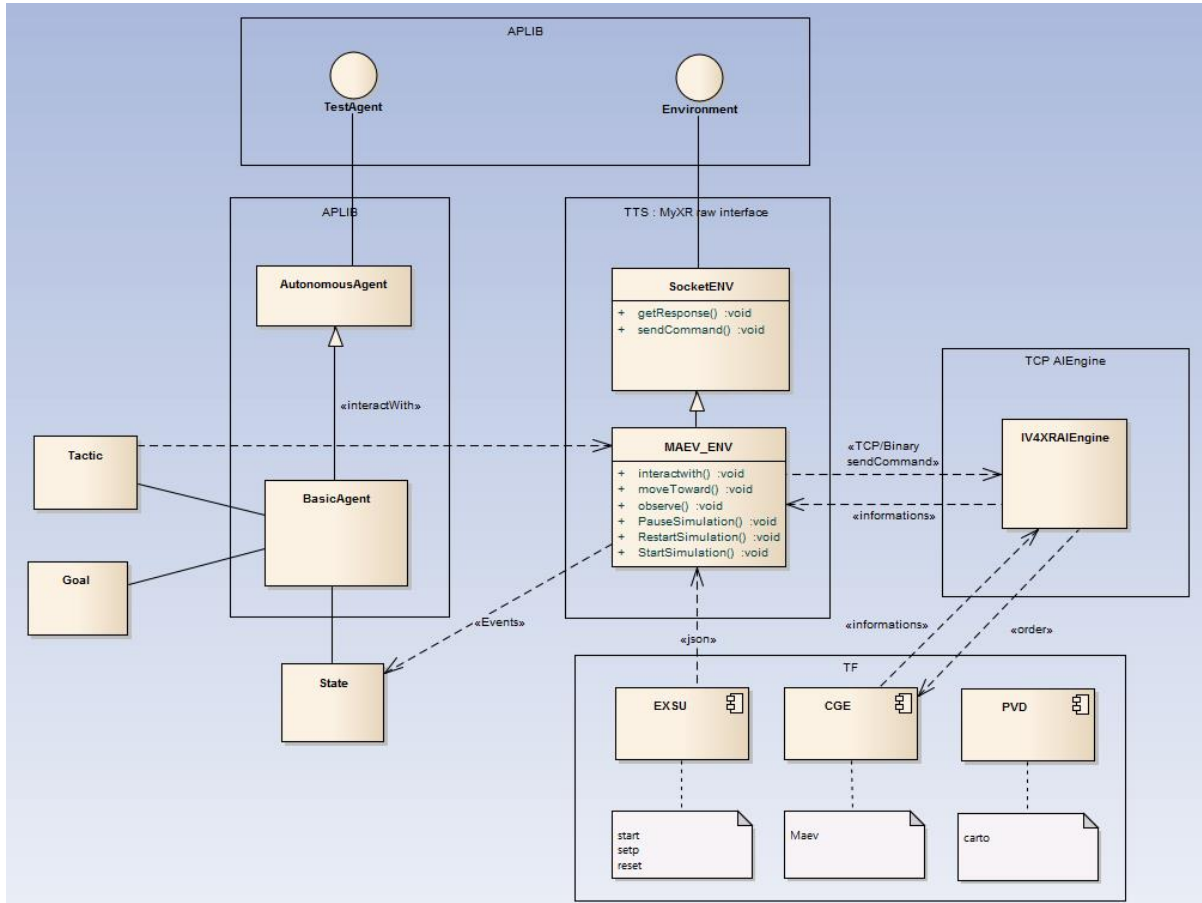 APLIB
TestAgent
Environment
APLIB
TTS : MyXR raw interface
AutonomousAgent
SocketENV
+ getResponse() :void
+ sendCommand() :void
TCP AIEngine
«interactWith»
IV4XRAIEngine
Tactic
MAEV_ENV
+ interactwith() :void
+ moveToward() :void
+ observe() :void
+ PauseSimulation() :void
+ RestartSimulation() :void
+ StartSimulation() :void
«TCP/Binary
sendCommand»
BasicAgent
«informations»
Goal
«Events»
«json»
«informations»
«order»
State
TF
EXSU
CGE
PVD
start
setp
reset
Maev
carto